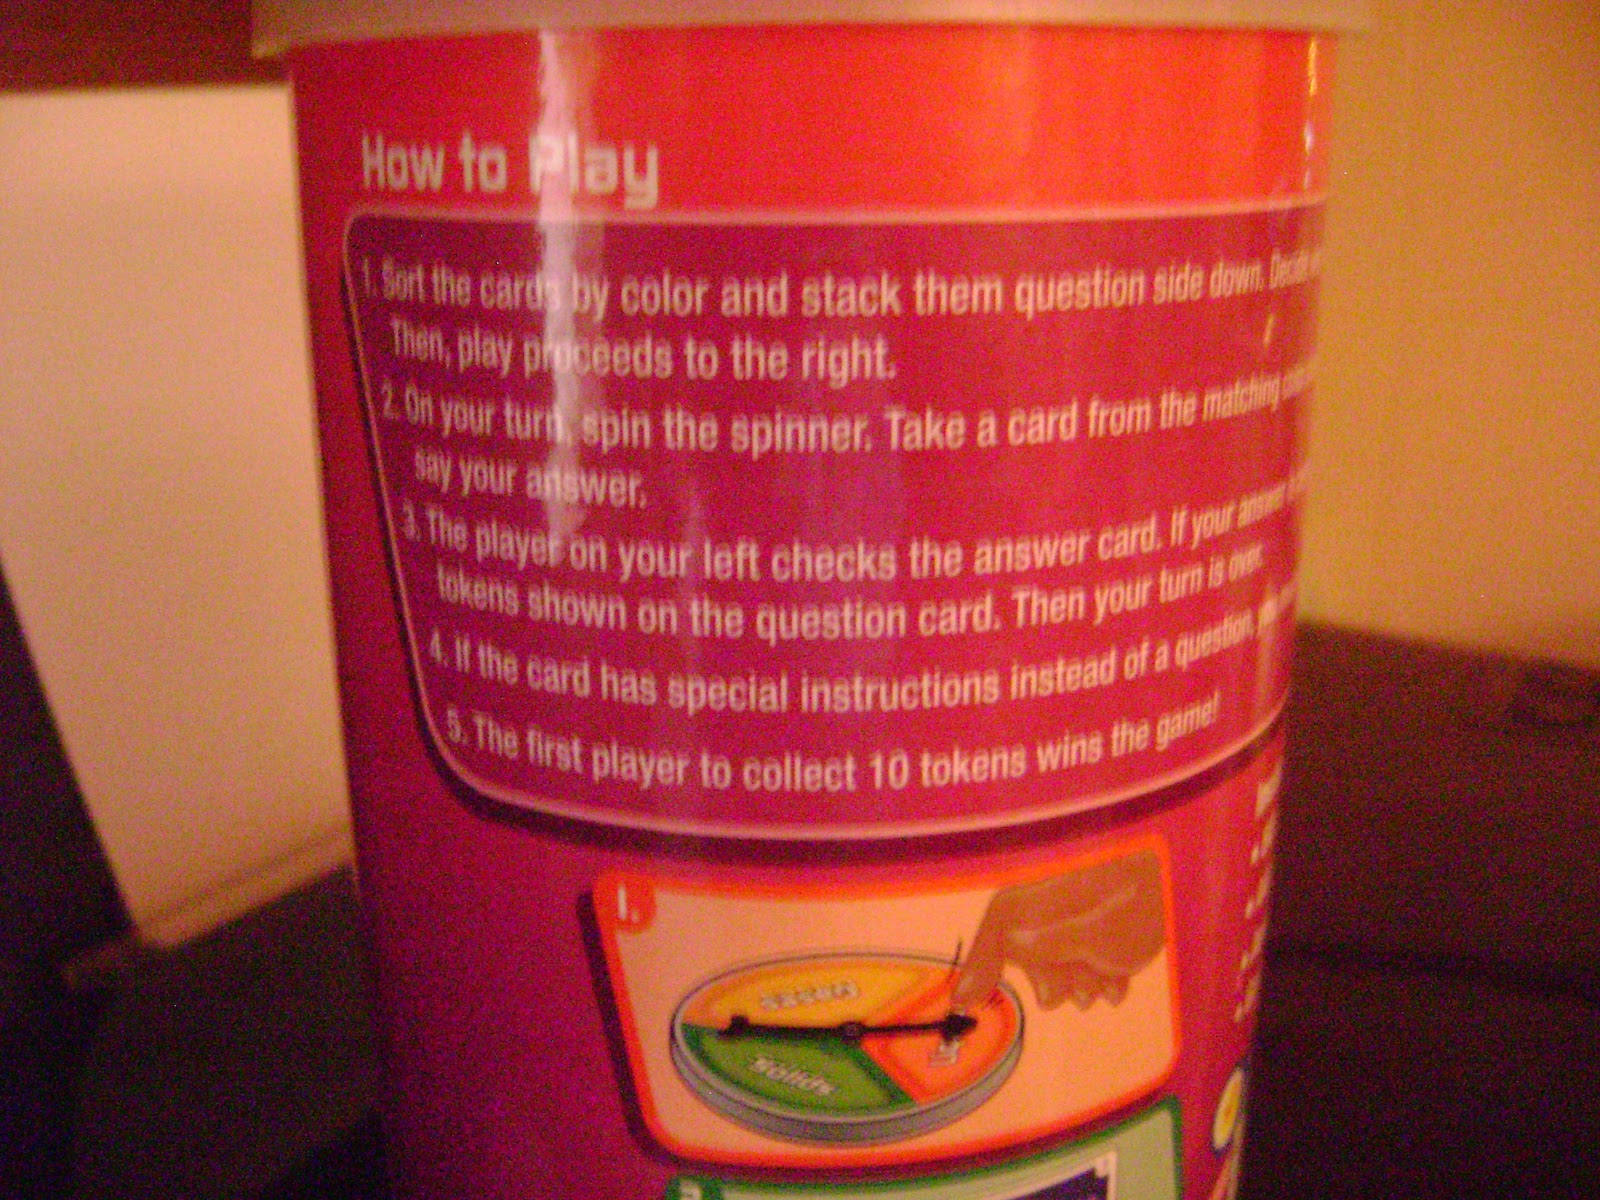 How to Play
1. Sort the cards by color and stack them question side down. Decide
Then, play proceeds to the right.
2. On your turn, spin the spinner. Take a card from the matching
say your answer.
3. The player on your left checks the answer card. If your answer
tokens shown on the question card. Then your turn is over.
4. If the card has special instructions instead of a question,
5. The first player to collect 10 tokens wins the game!
1.
Solids